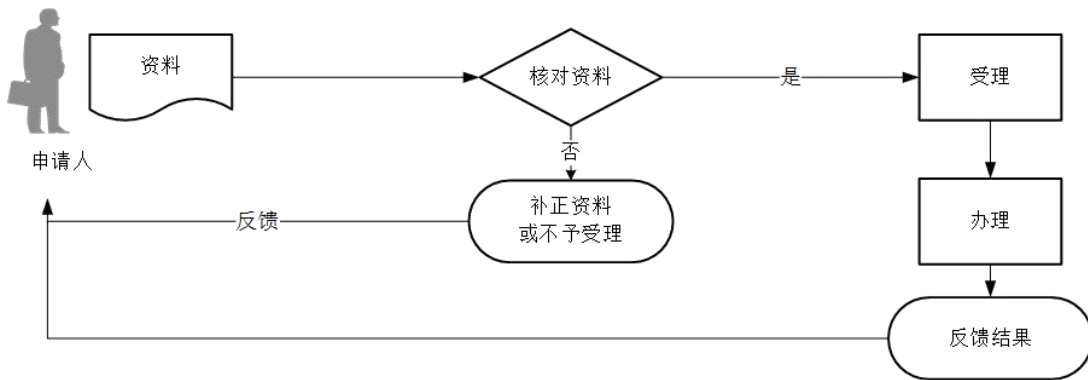 资料
核对资料
是
受理
申请人
否
补正资料
或不予受理
反馈
办理
反馈结果